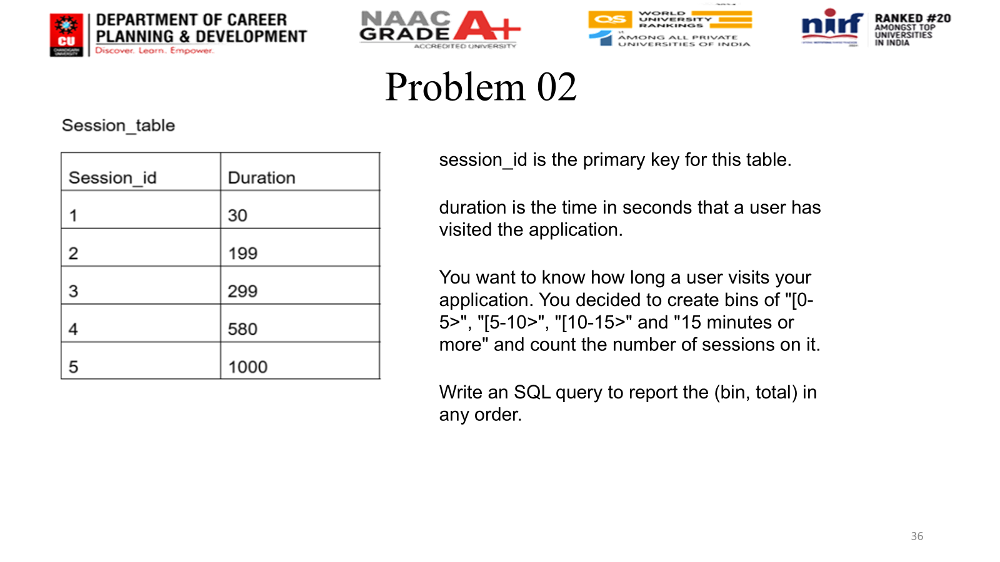 DEPARTMENT OF CAREER
PLANNING & DEVELOPMENT
Discover. Learn. Empower.
CU
CHANDIGARH
UNIVERSITY
NAAC
GRADE A+
ACCREDITED UNIVERSITY
QS WORLD
UNIVERSITY
RANKINGS
1st AMONG ALL PRIVATE
UNIVERSITIES OF INDIA
nirf
RANKED #20
AMONGST TOP
UNIVERSITIES
IN INDIA
Problem 02
Session_table
Session_id Duration
1 30
2 199
3 299
4 580
5 1000
session_id is the primary key for this table.
duration is the time in seconds that a user has
visited the application.
You want to know how long a user visits your
application. You decided to create bins of "[0-
5>", "[5-10>", "[10-15>" and "15 minutes or
more" and count the number of sessions on it.
Write an SQL query to report the (bin, total) in
any order.
36